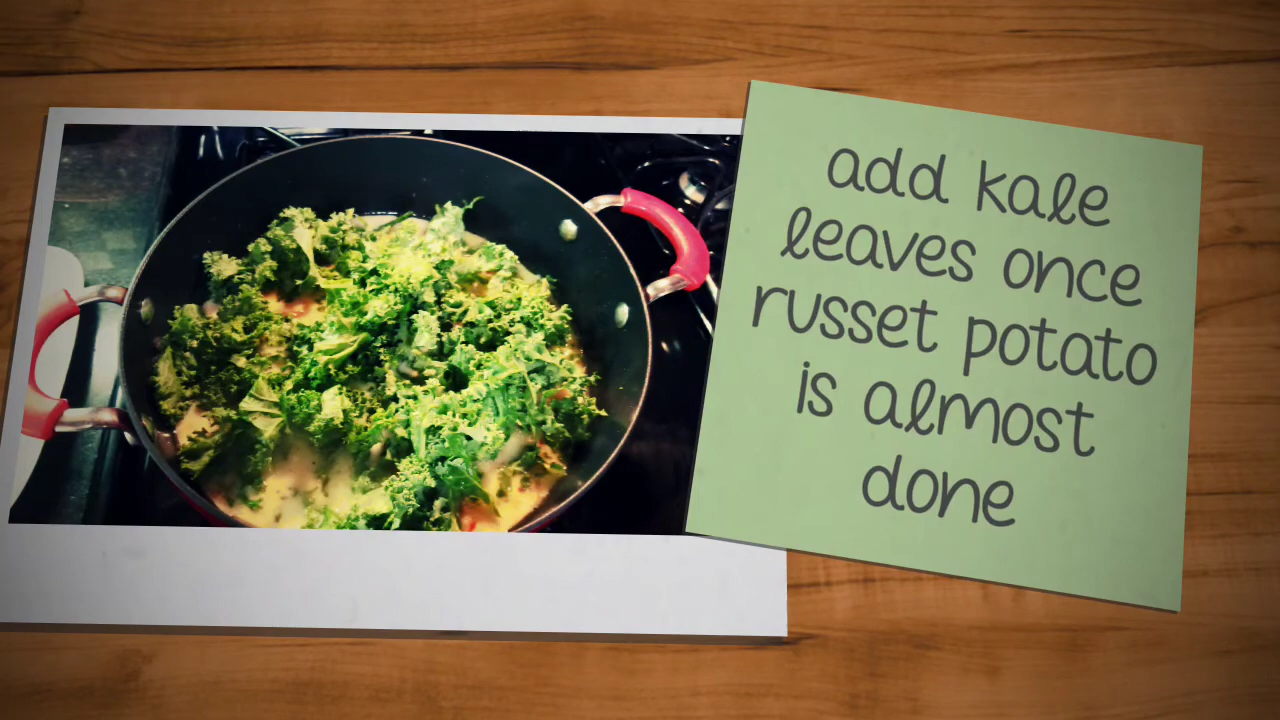 add kale
leaves once
russet potato
is almost
done